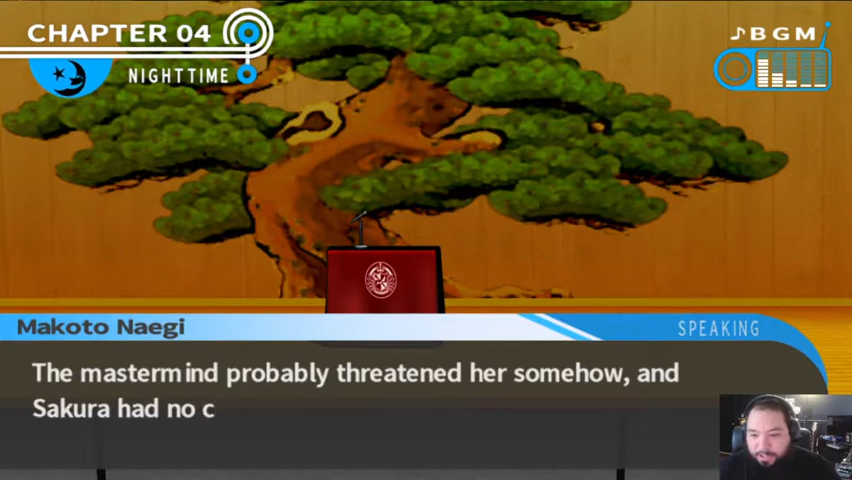 CHAPTER 04
♪BGM
NIGHTTIME
Makoto Naegi
SPEAKING
The mastermind probably threatened her somehow, and
Sakura had no c